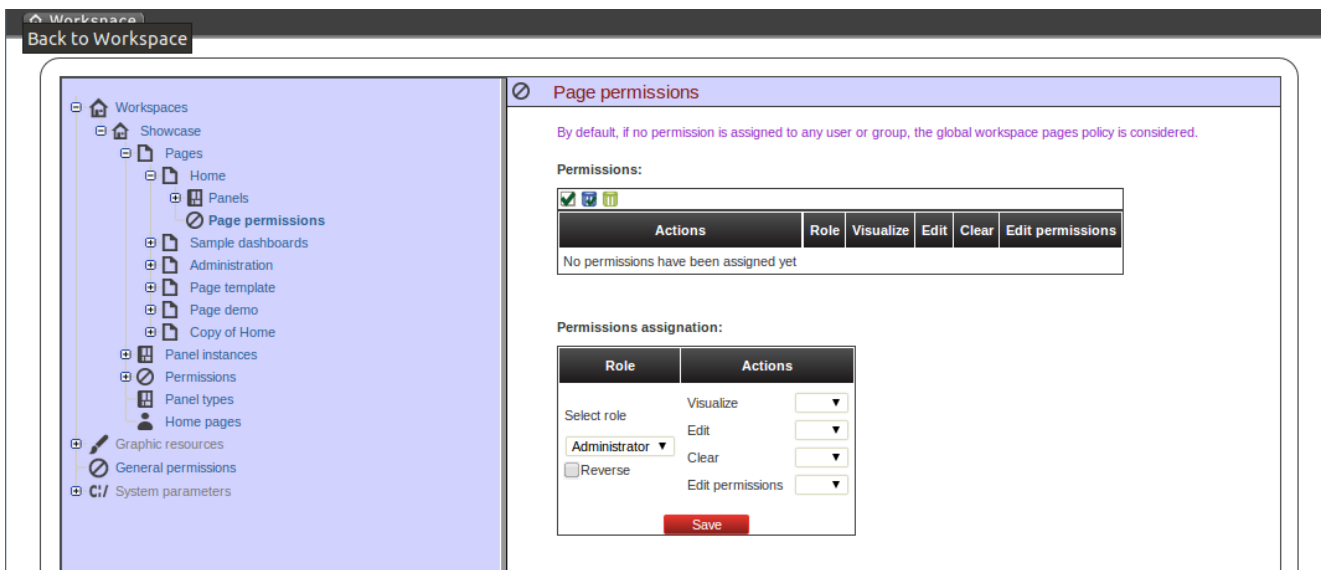 Workspace
Back to Workspace
Workspaces
Showcase
Pages
Home
Panels
Page permissions
Sample dashboards
Administration
Page template
Page demo
Copy of Home
Panel instances
Permissions
Panel types
Home pages
Graphic resources
General permissions
C:/ System parameters
Page permissions
By default, if no permission is assigned to any user or group, the global workspace pages policy is considered.
Permissions:
Actions Role Visualize Edit Clear Edit permissions
No permissions have been assigned yet
Permissions assignation:
Role Actions
Select role
Administrator
Reverse
Visualize
Edit
Clear
Edit permissions
Save